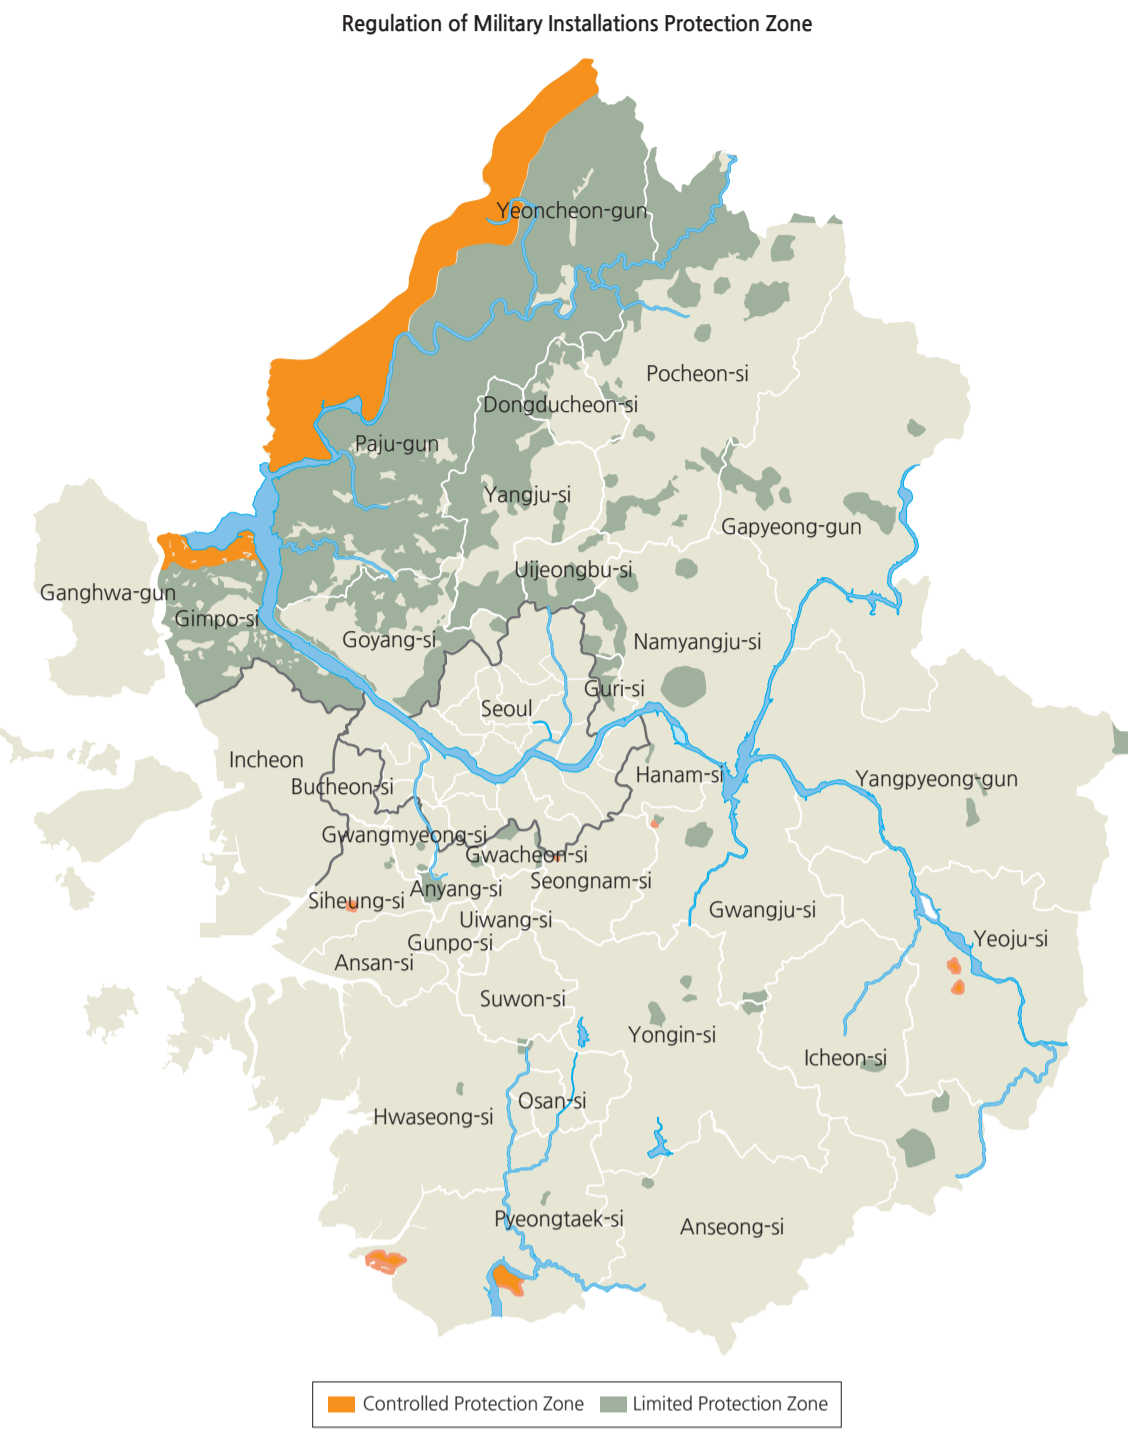 Regulation of Military Installations Protection Zone
Yeoncheon-gun
Pocheon-si
Dongducheon-si
Paju-gun
Yangju-si
Gapyeong-gun
Uijeongbu-si
Ganghwa-gun
Gimpo-si
Goyang-si
Namyangju-si
Guri-si
Seoul
Incheon
Hanam-si
Yangpyeong-gun
Bucheon-si
Gwangmyeong-si
Gwacheon-si
Seongnam-si
Anyang-si
Siheung-si
Gwangju-si
Uiwang-si
Yeoju-si
Gunpo-si
Ansan-si
Suwon-si
Yongin-si
Icheon-si
Osan-si
Hwaseong-si
Pyeongtaek-si
Anseong-si
Controlled Protection Zone
Limited Protection Zone